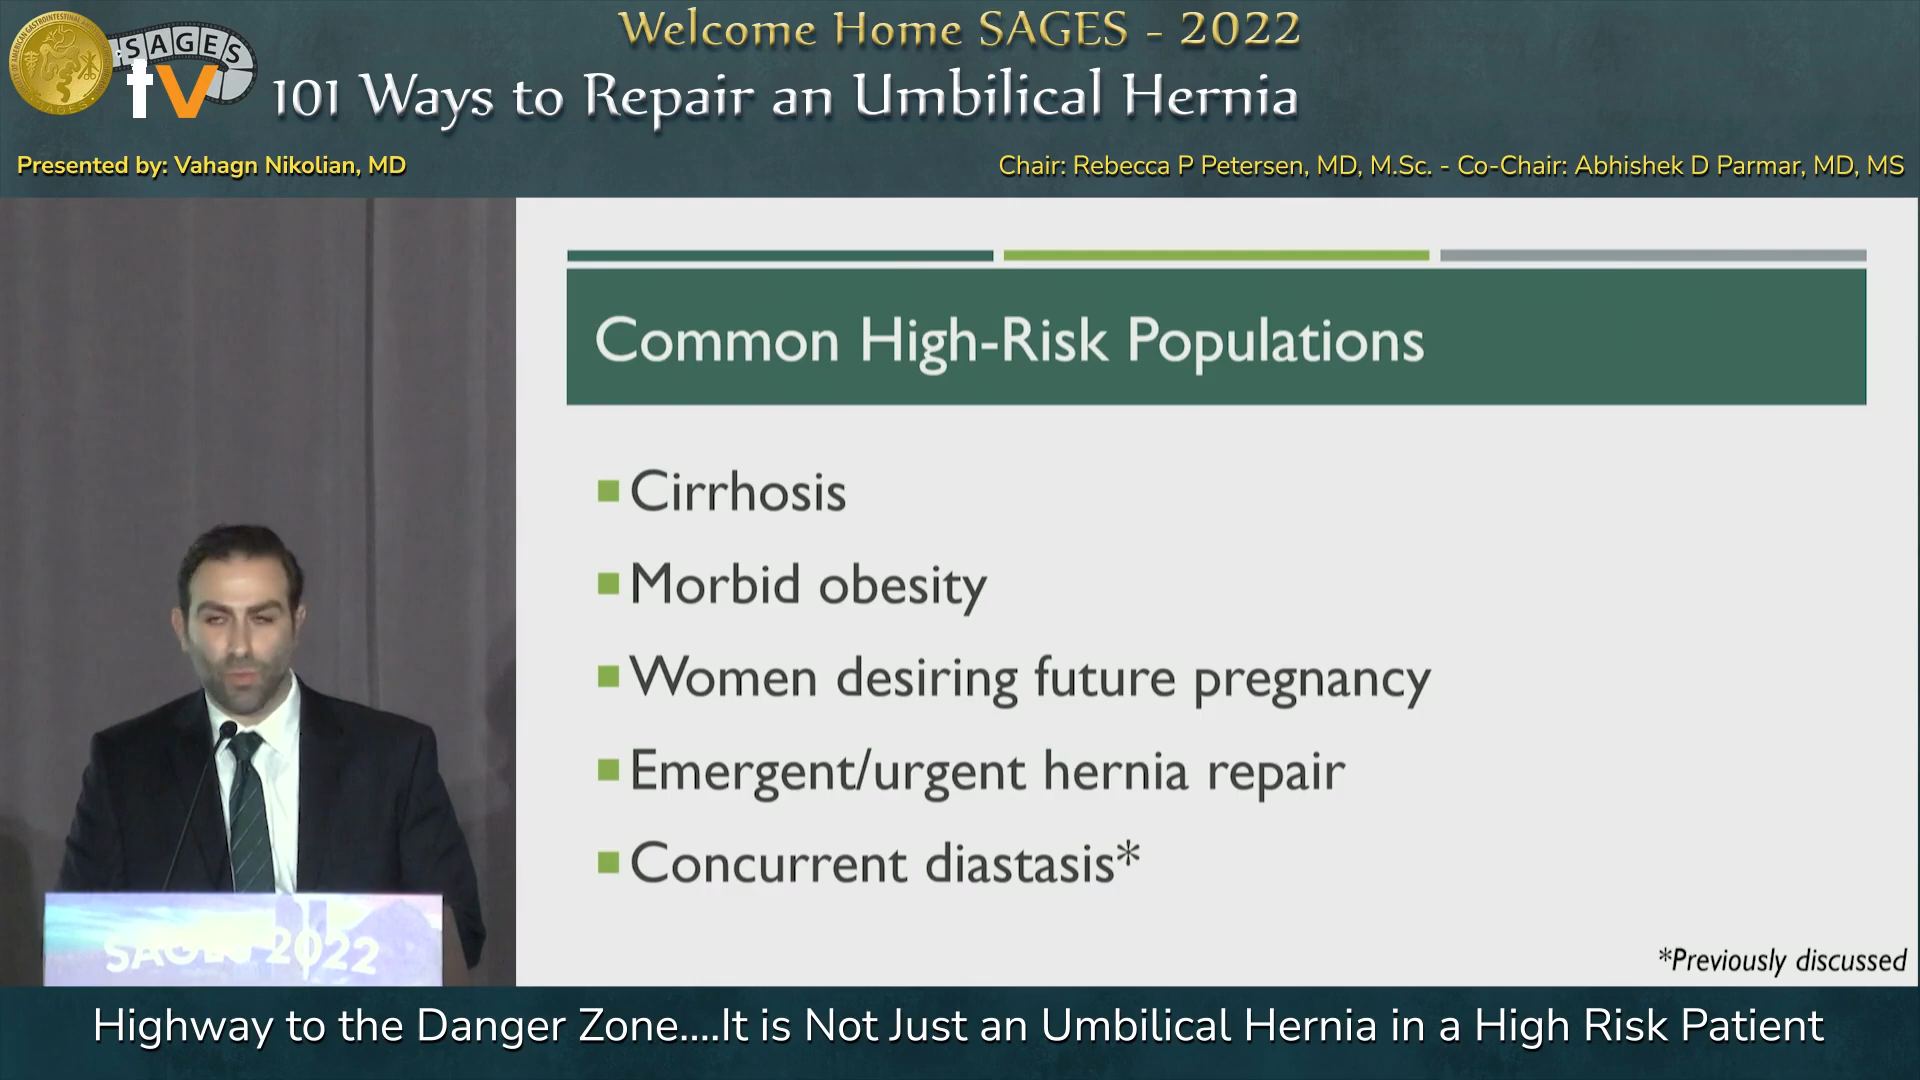 SAGES
tv
Welcome Home SAGES - 2022
101 Ways to Repair an Umbilical Hernia
Presented by: Vahagn Nikolian, MD
Chair: Rebecca P Petersen, MD, M.Sc. - Co-Chair: Abhishek D Parmar, MD, MS
Common High-Risk Populations
Cirrhosis
Morbid obesity
Women desiring future pregnancy
Emergent/urgent hernia repair
Concurrent diastasis*
*Previously discussed
SAGES 2022
Highway to the Danger Zone....It is Not Just an Umbilical Hernia in a High Risk Patient